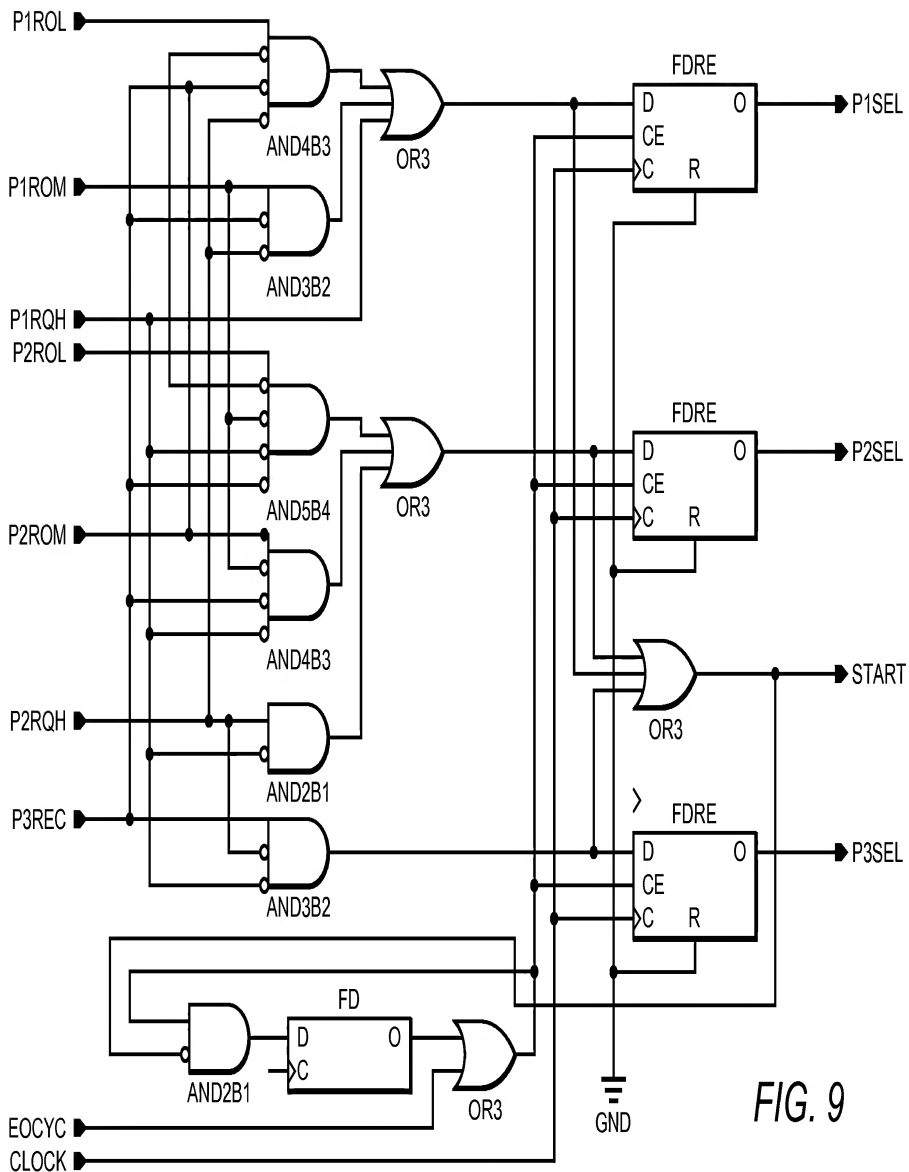 P1ROL
FDRE
D O
P1SEL
CE
AND4B3
OR3
C R
P1ROM
AND3B2
P1RQH
P2ROL
FDRE
D O
P2SEL
CE
AND5B4
OR3
C R
P2ROM
AND4B3
START
P2RQH
OR3
AND2B1
P3REC
FDRE
D O
P3SEL
CE
AND3B2
C R
FD
D O
C
AND2B1
OR3
GND
FIG. 9
EOCYC
CLOCK